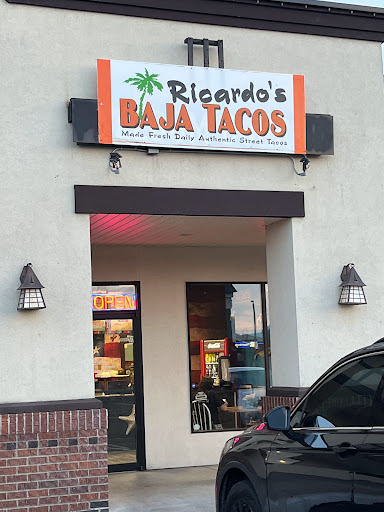 Ricardo's
BAJA TACOS
Made Fresh Daily Authentic Street Tacos
OPEN